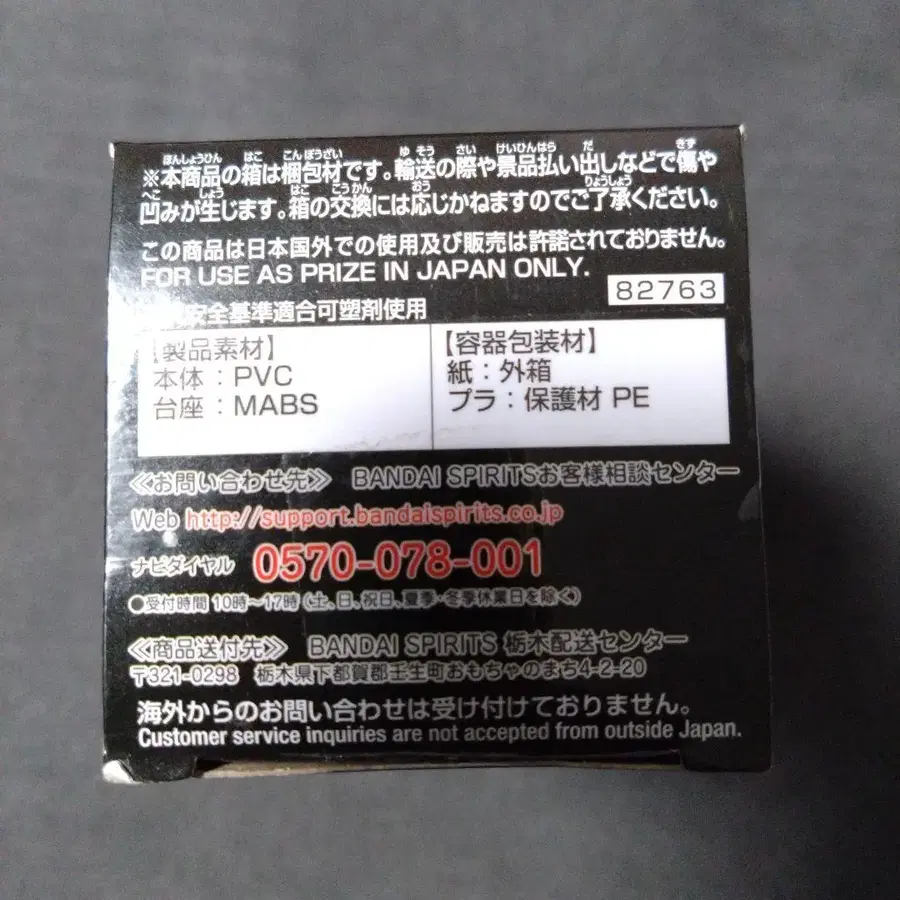 ※本商品の箱は梱包材です。輸送の際や景品払い出しなどで傷や
凹みが生じます。箱の交換には応じかねますのでご了承ください。
この商品は日本国外での使用及び販売は許諾されておりません。
FOR USE AS PRIZE IN JAPAN ONLY.
82763
安全基準適合可塑剤使用
【製品素材】
本体：PVC
台座：MABS
【容器包装材】
紙：外箱
プラ：保護材 PE
≪お問い合わせ先≫ BANDAI SPIRITSお客様相談センター
Web http://support.bandaispirits.co.jp
ナビダイヤル 0570-078-001
●受付時間 10時～17時（土、日、祝日、夏季・冬季休業日を除く）
≪商品送付先≫ BANDAI SPIRITS 栃木配送センター
〒321-0298 栃木県下都賀郡壬生町おもちゃのまち4-2-20
海外からのお問い合わせは受け付けておりません。
Customer service inquiries are not accepted from outside Japan.